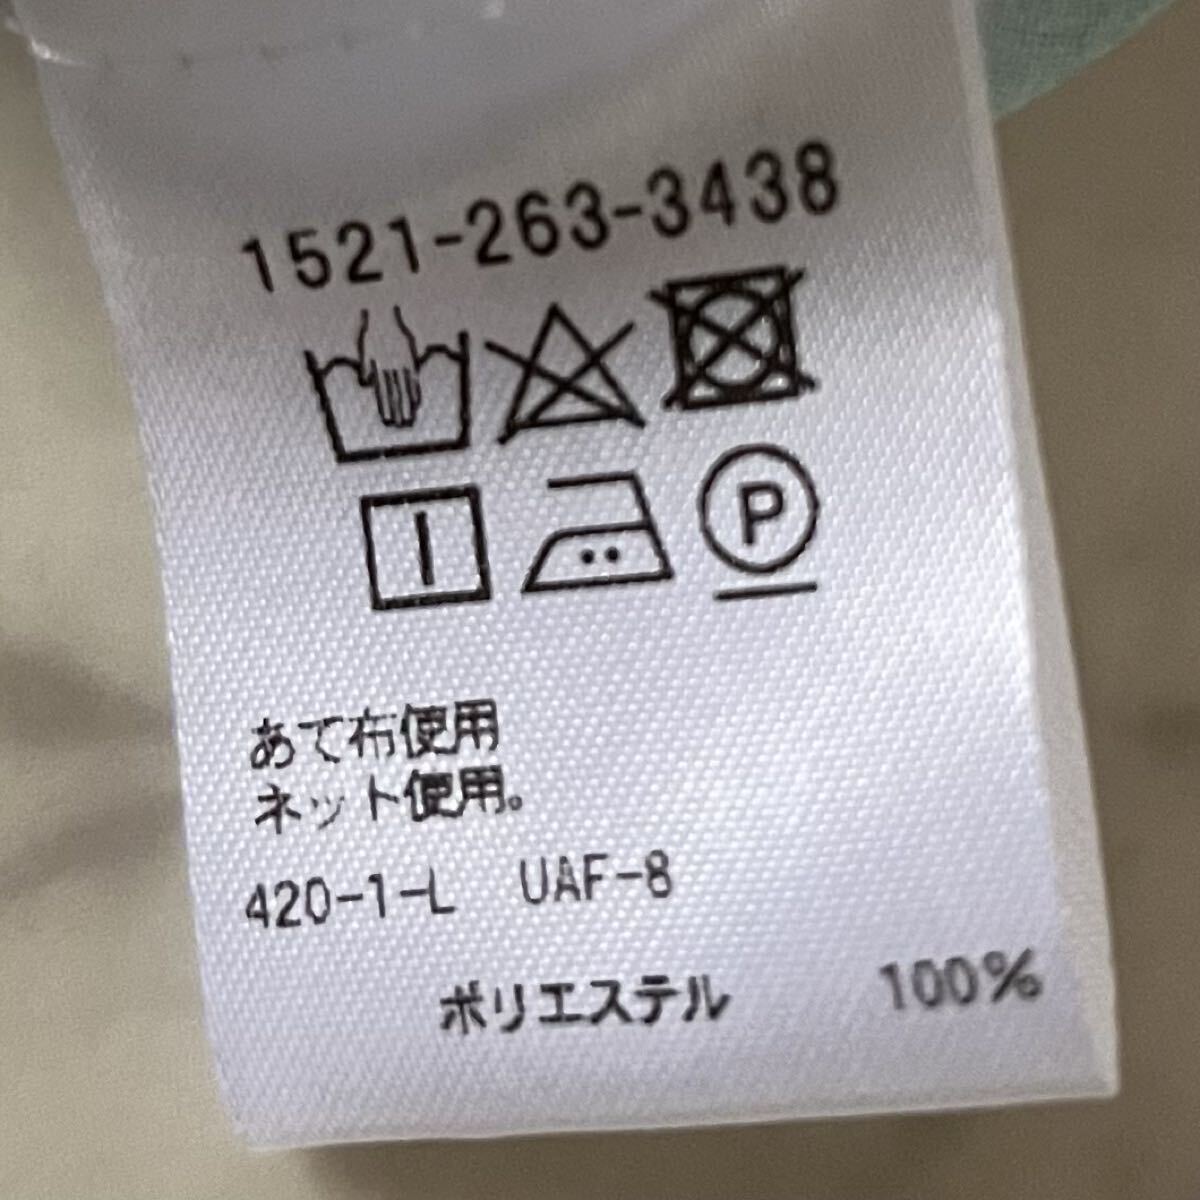 1521-263-3438
P
あて布使用
ネット使用。
420-1-L UAF-8
ポリエステル 100%